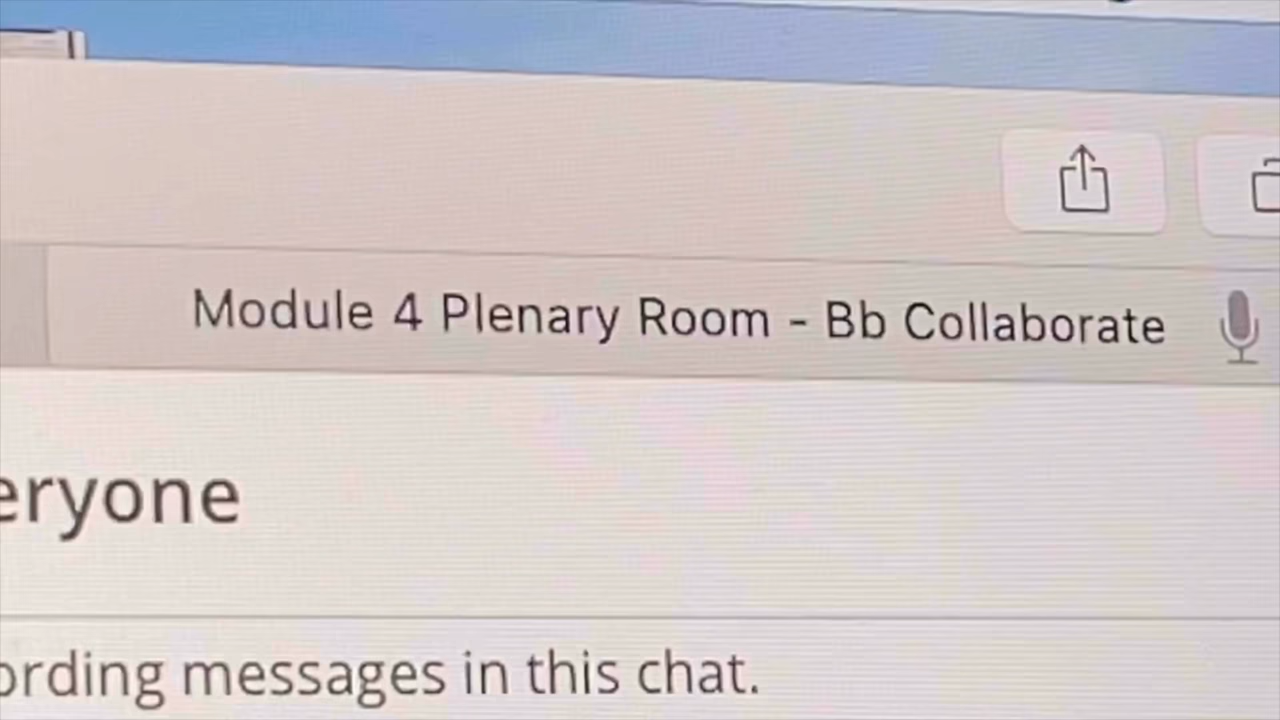 Module 4 Plenary Room - Bb Collaborate
eryone
ording messages in this chat.